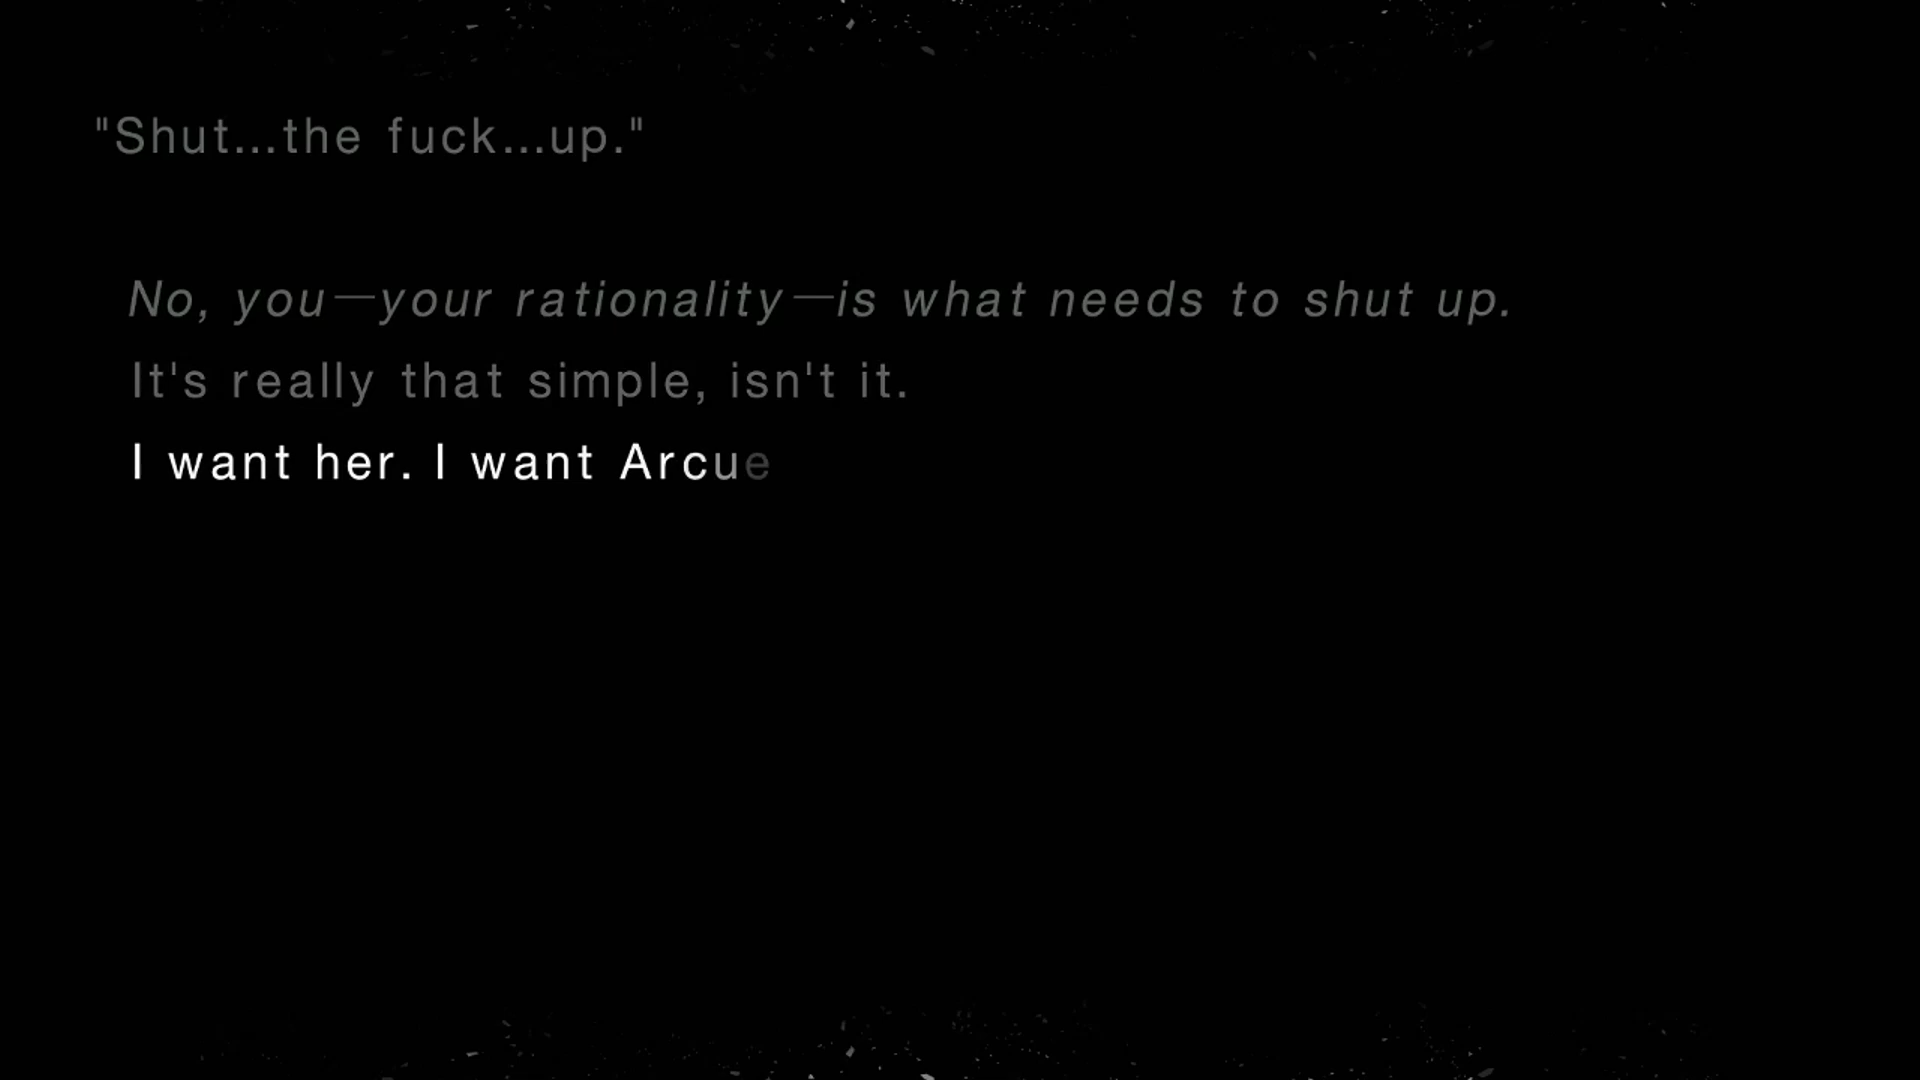 "Shut...the fuck...up."
No, you—your rationality—is what needs to shut up.
It's really that simple, isn't it.
I want her. I want Arcue